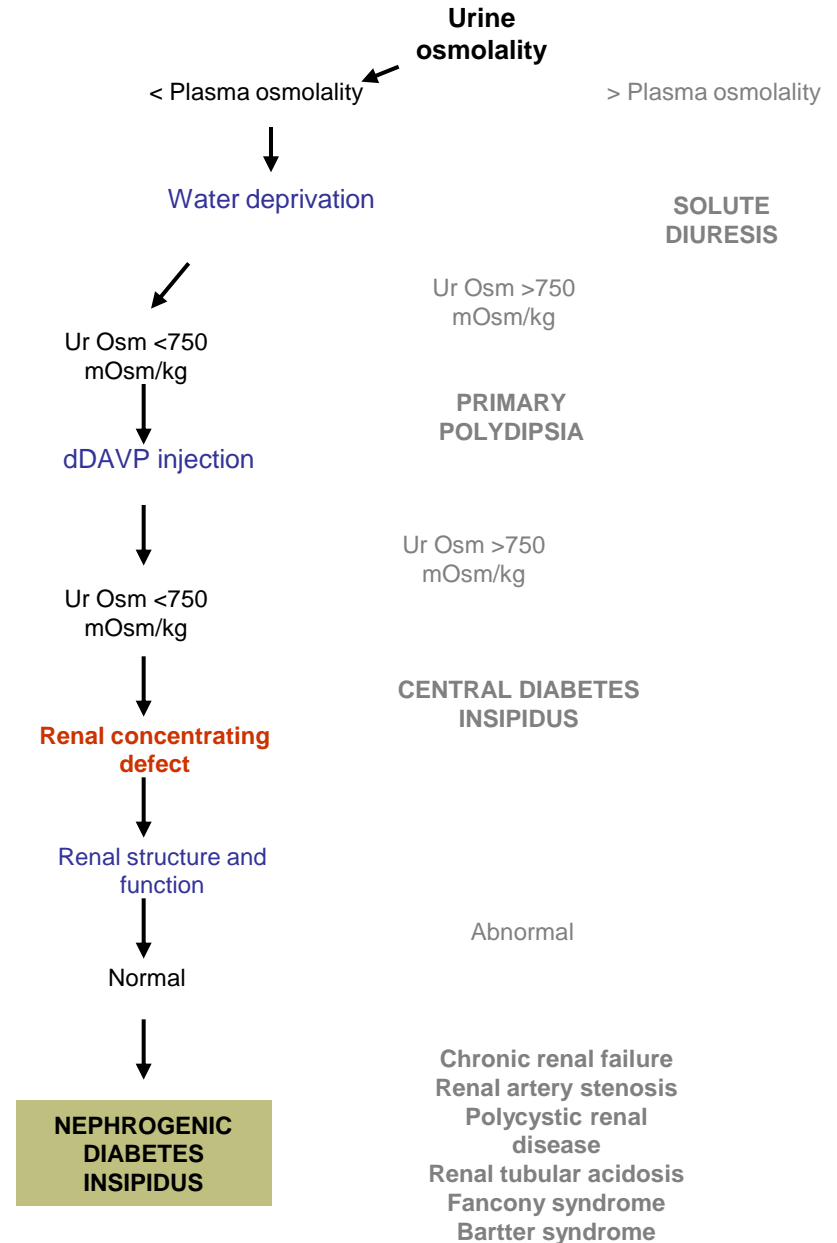 Urine
osmolality
< Plasma osmolality
> Plasma osmolality
Water deprivation
SOLUTE
DIURESIS
Ur Osm >750
mOsm/kg
Ur Osm <750
mOsm/kg
PRIMARY
POLYDIPSIA
dDAVP injection
Ur Osm >750
mOsm/kg
Ur Osm <750
mOsm/kg
CENTRAL DIABETES
INSIPIDUS
Renal concentrating
defect
Renal structure and
function
Abnormal
Normal
Chronic renal failure
Renal artery stenosis
Polycystic renal
disease
Renal tubular acidosis
Fancony syndrome
Bartter syndrome
NEPHROGENIC
DIABETES
INSIPIDUS